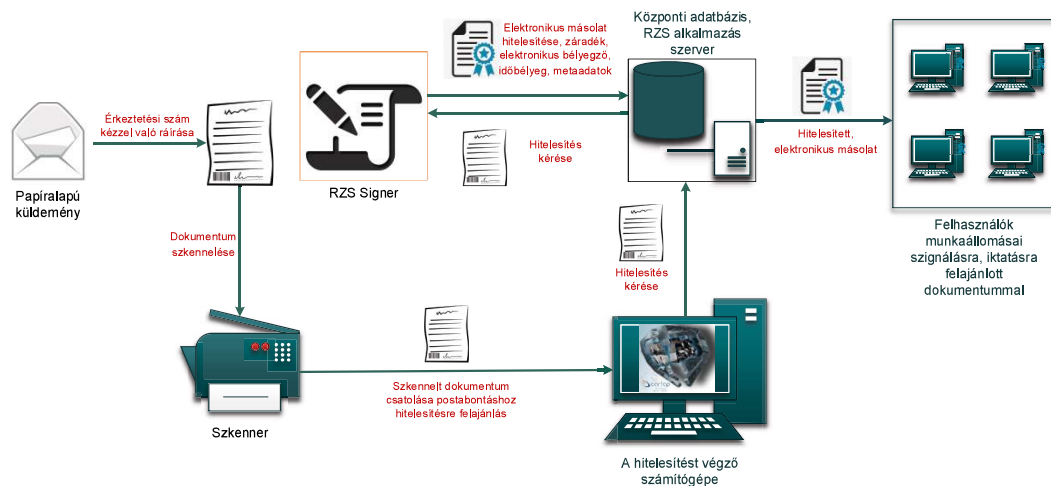 Elektronikus másolat
hitelesítése, záradék,
elektronikus bélyegző,
időbélyeg, metaadatok
Központi adatbázis,
RZS alkalmazás
szerver
Érkeztetési szám
kézzel való ráírása
Hitelesítés
kérése
Hitelesített,
elektronikus másolat
Papíralapú
küldemény
RZS Signer
Felhasználók
munkaállomásai
szignálásra, iktatásra
felajánlott
dokumentummal
Dokumentum
szkennelése
Hitelesítés
kérése
Szkennelt dokumentum
csatolása postabontáshoz
hitelesítésre felajánlás
Szkenner
A hitelesítést végző
számítógépe